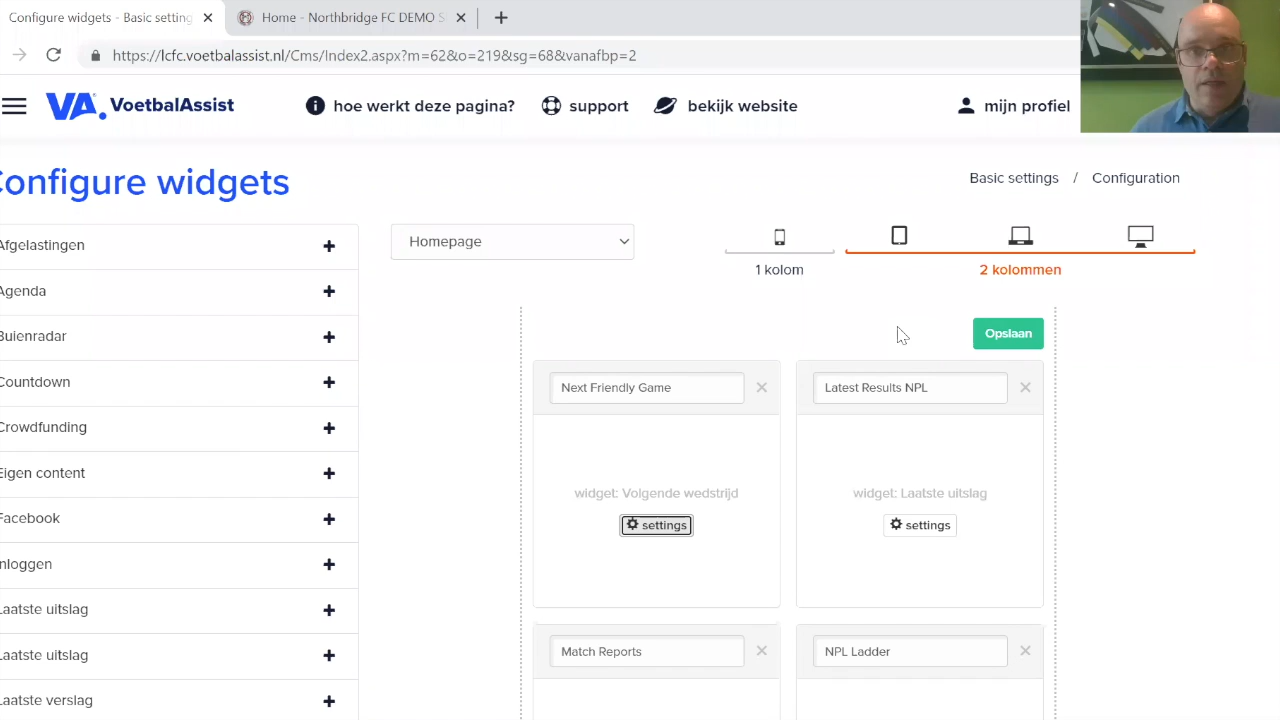 Configure widgets - Basic setting
Home - Northbridge FC DEMO S
https://lcfc.voetbalassist.nl/Cms/Index2.aspx?m=62&o=219&sg=68&vanafbp=2
VA. VoetbalAssist
hoe werkt deze pagina?
support
bekijk website
mijn profiel
onfigure widgets
Basic settings / Configuration
Afgelastingen
Agenda
Buienradar
Countdown
Crowdfunding
Eigen content
Facebook
nloggen
Laatste uitslag
Laatste uitslag
Laatste verslag
Homepage
1 kolom
2 kolommen
Opslaan
Next Friendly Game
widget: Volgende wedstrijd
settings
Latest Results NPL
widget: Laatste uitslag
settings
Match Reports
NPL Ladder